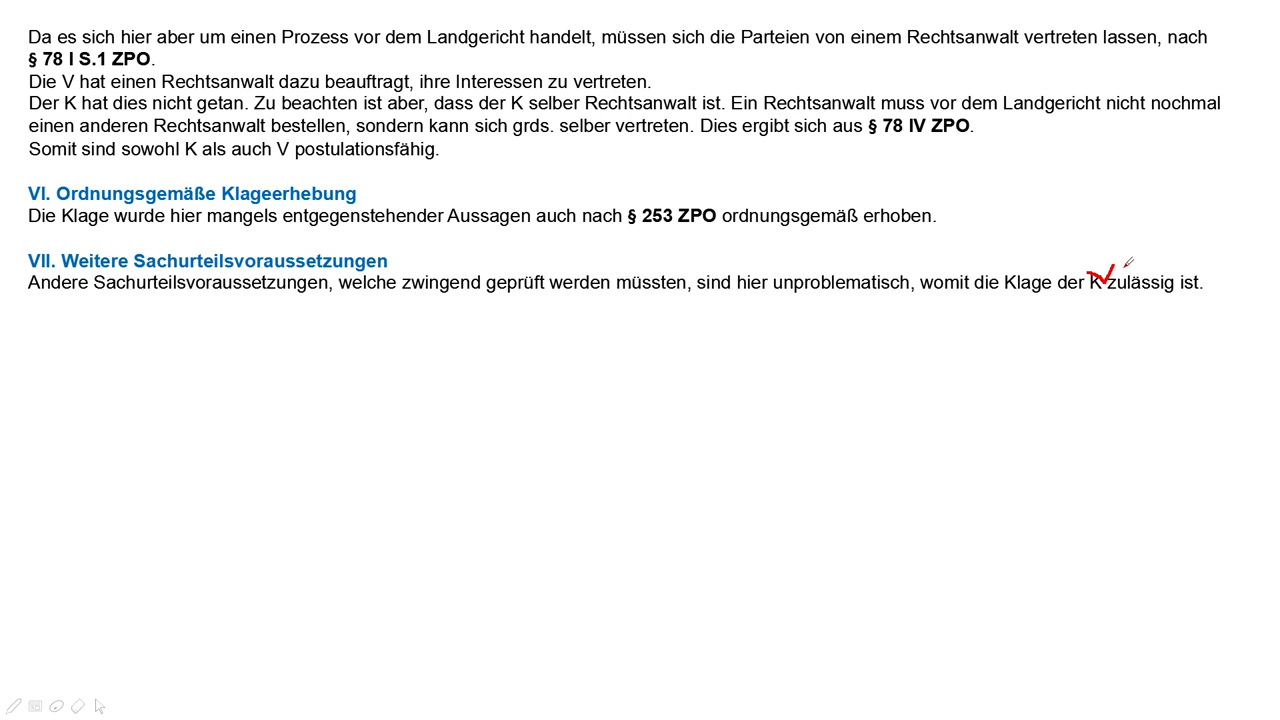 Da es sich hier aber um einen Prozess vor dem Landgericht handelt, müssen sich die Parteien von einem Rechtsanwalt vertreten lassen, nach
§ 78 I S.1 ZPO.
Die V hat einen Rechtsanwalt dazu beauftragt, ihre Interessen zu vertreten.
Der K hat dies nicht getan. Zu beachten ist aber, dass der K selber Rechtsanwalt ist. Ein Rechtsanwalt muss vor dem Landgericht nicht nochmal
einen anderen Rechtsanwalt bestellen, sondern kann sich grds. selber vertreten. Dies ergibt sich aus § 78 IV ZPO.
Somit sind sowohl K als auch V postulationsfähig.
VI. Ordnungsgemäße Klageerhebung
Die Klage wurde hier mangels entgegenstehender Aussagen auch nach § 253 ZPO ordnungsgemäß erhoben.
VII. Weitere Sachurteilsvoraussetzungen
Andere Sachurteilsvoraussetzungen, welche zwingend geprüft werden müssten, sind hier unproblematisch, womit die Klage der K zulässig ist.